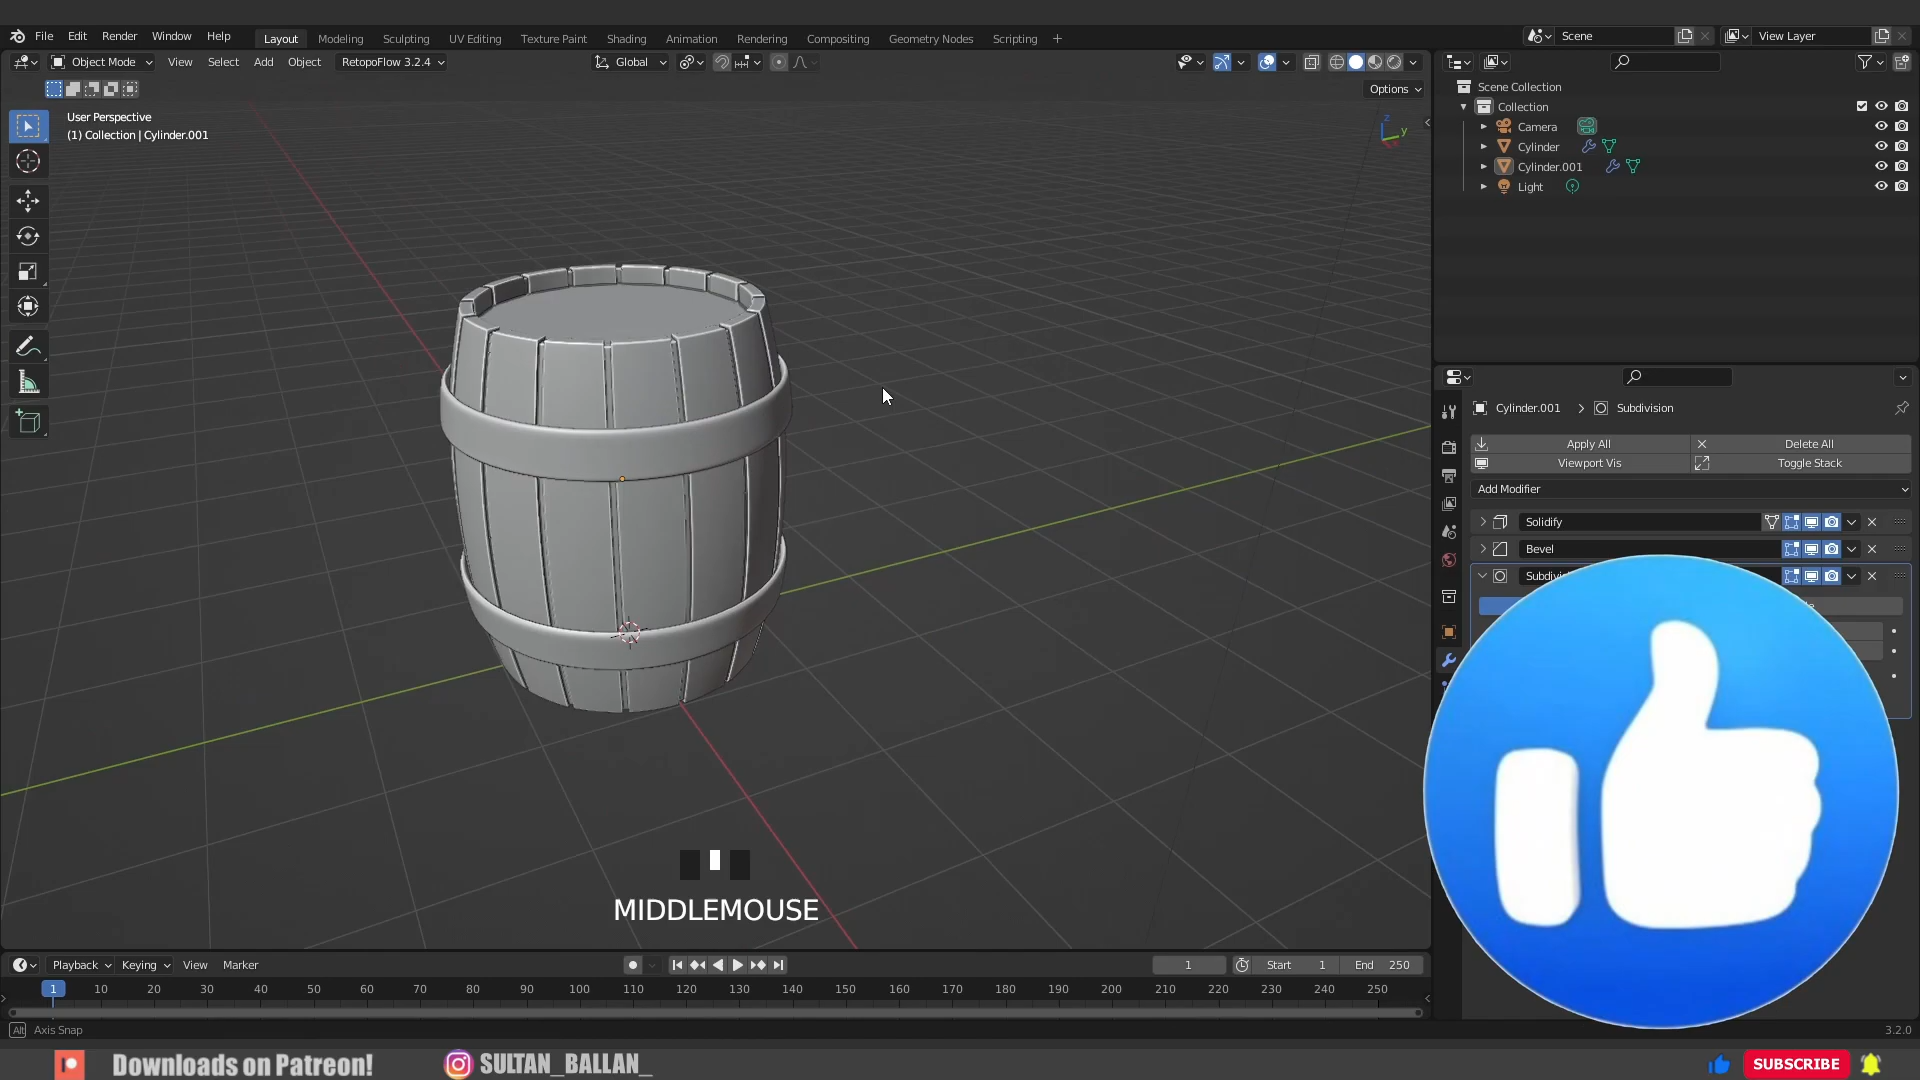 File Edit Render Window Help Layout Modeling Sculpting UV Editing Texture Paint Shading Animation Rendering Compositing Geometry Nodes Scripting
Scene View Layer
Object Mode View Select Add Object RetopoFlow 3.2.4 Global
Options
User Perspective
(1) Collection | Cylinder.001
Z
Y
Scene Collection
Collection
Camera
Cylinder
Cylinder.001
Light
Cylinder.001 Subdivision
Apply All Delete All
Viewport Vis Toggle Stack
Add Modifier
Solidify
Bevel
MIDDLEMOUSE
Playback Keying View Marker 1 Start 1 End 250
1 10 20 30 40 50 60 70 80 90 100 110 120 130 140 150 160 170 180 190 200 210 220 230 240 250
Alt Axis Snap 3.2.0
Downloads on Patreon! SULTAN_BALLAN_ SUBSCRIBE